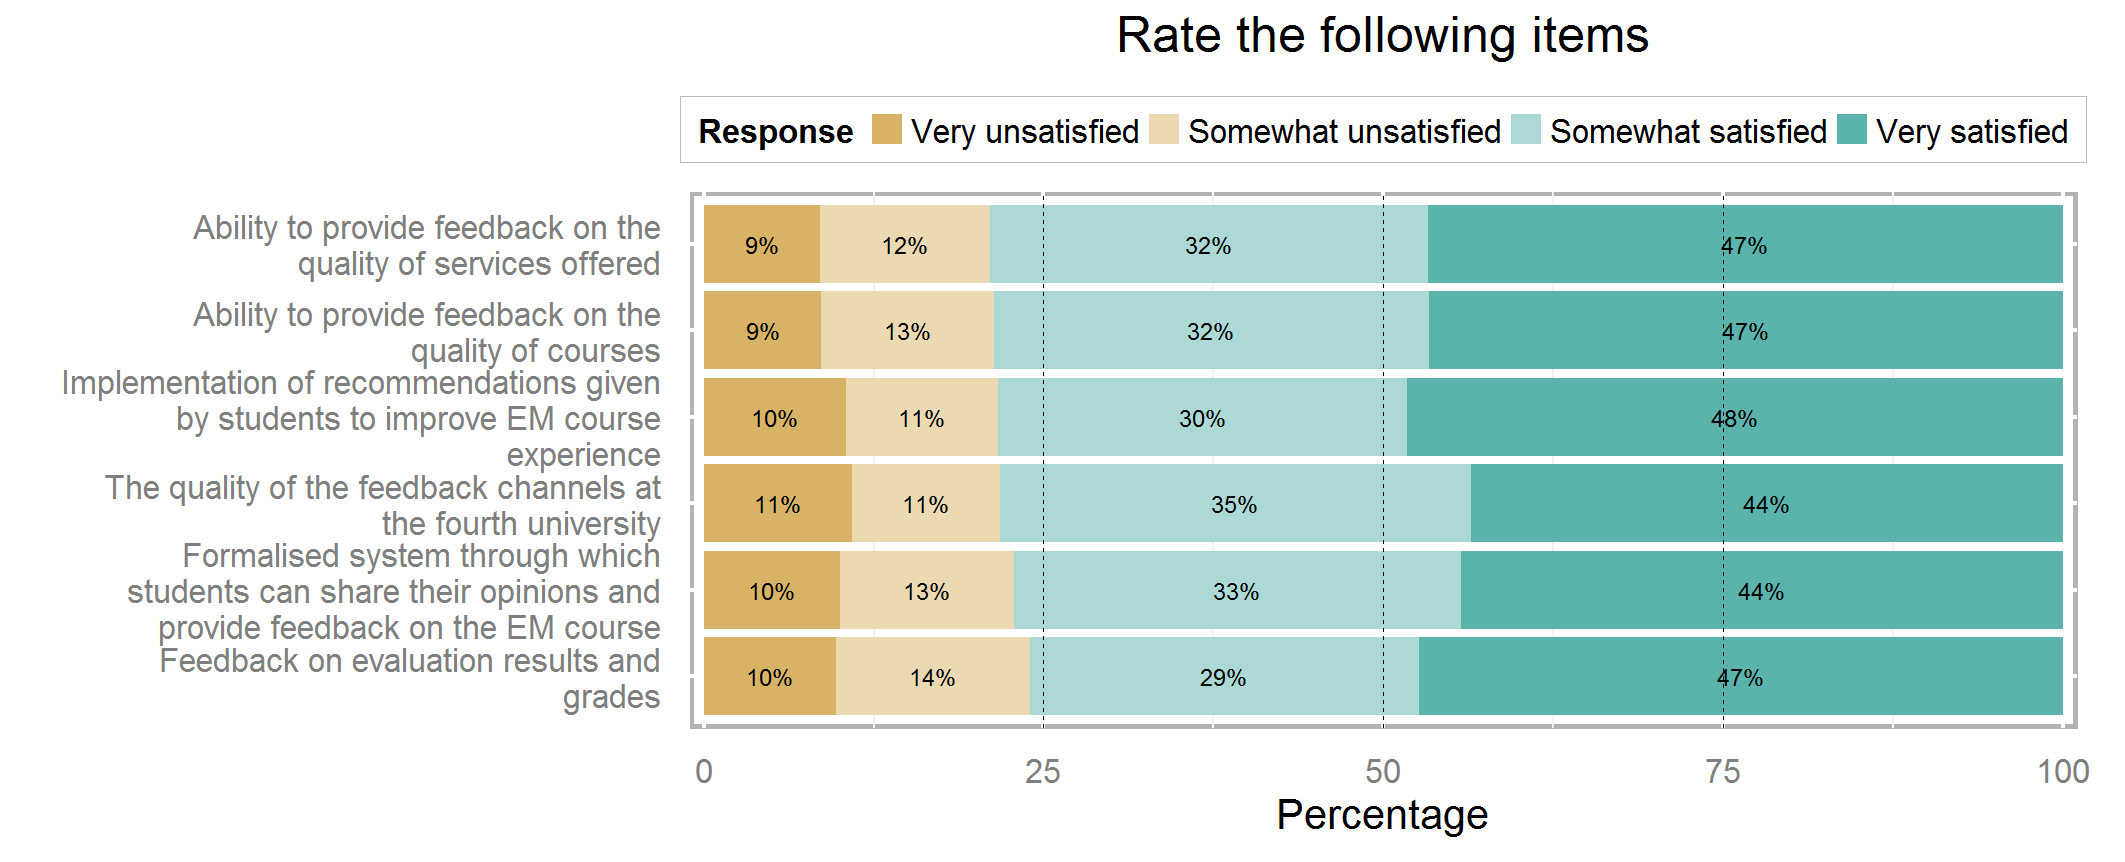 Rate the following items
Response Very unsatisfied Somewhat unsatisfied Somewhat satisfied Very satisfied
Ability to provide feedback on the
quality of services offered
9% 12% 32% 47%
Ability to provide feedback on the
quality of courses
9% 13% 32% 47%
Implementation of recommendations given
by students to improve EM course
experience
10% 11% 30% 48%
The quality of the feedback channels at
the fourth university
11% 11% 35% 44%
Formalised system through which
students can share their opinions and
provide feedback on the EM course
10% 13% 33% 44%
Feedback on evaluation results and
grades
10% 14% 29% 47%
0 25 50 75 100
Percentage